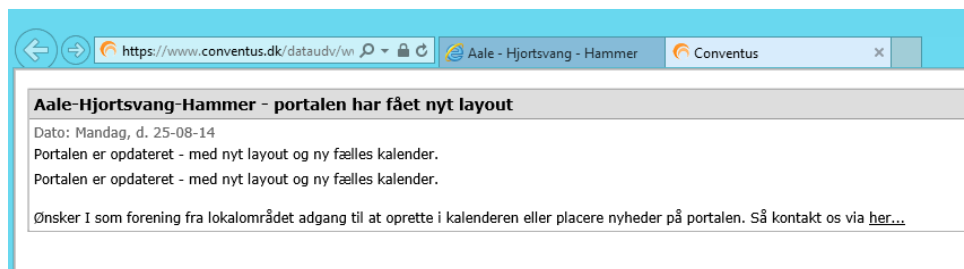 https://www.conventus.dk/dataudv/w
Aale - Hjortsvang - Hammer
Conventus
Aale-Hjortsvang-Hammer - portalen har fået nyt layout
Dato: Mandag, d. 25-08-14
Portalen er opdateret - med nyt layout og ny fælles kalender.
Portalen er opdateret - med nyt layout og ny fælles kalender.
Ønsker I som forening fra lokalområdet adgang til at oprette i kalenderen eller placere nyheder på portalen. Så kontakt os via her...